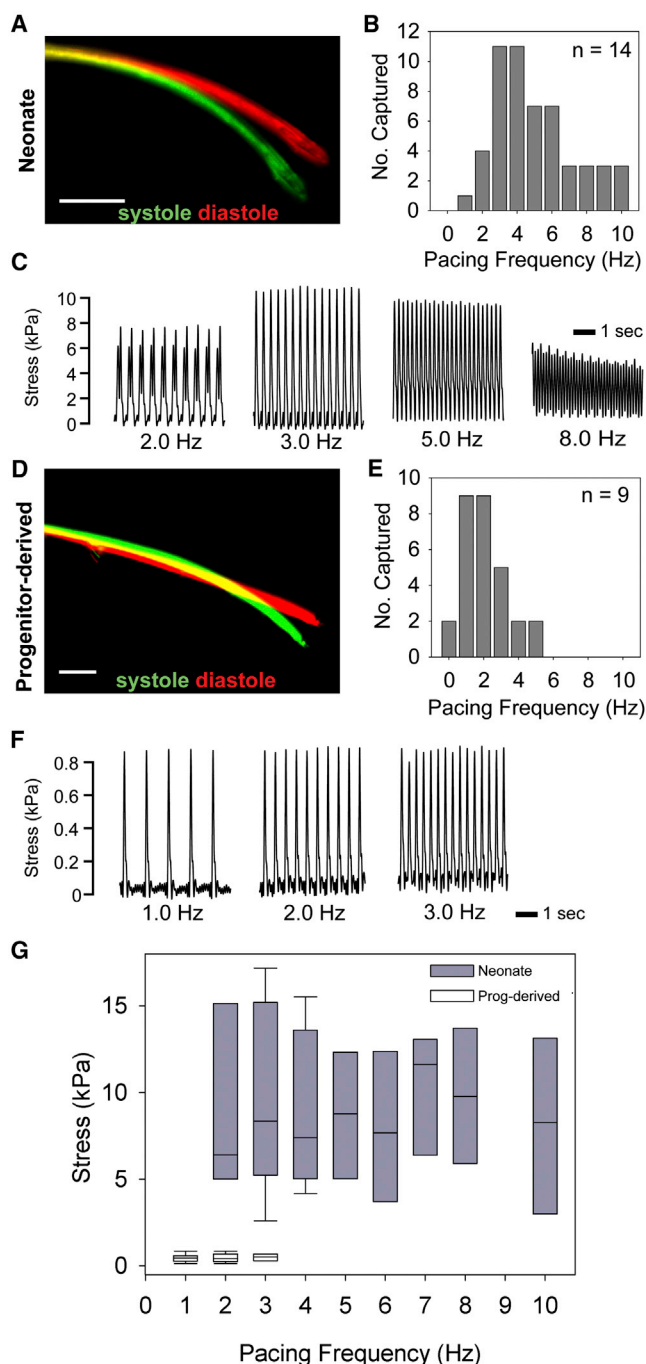 A
Neonate
systole diastole
B
n = 14
No. Captured
12
10
8
6
4
2
0
0 2 4 6 8 10
Pacing Frequency (Hz)
C
Stress (kPa)
10
8
6
4
2
0
1 sec
2.0 Hz 3.0 Hz 5.0 Hz 8.0 Hz
D
Progenitor-derived
systole diastole
E
n = 9
No. Captured
10
8
6
4
2
0
0 2 4 6 8 10
Pacing Frequency (Hz)
F
Stress (kPa)
0.8
0.6
0.4
0.2
0
1.0 Hz 2.0 Hz 3.0 Hz 1 sec
G
Neonate
Prog-derived
Stress (kPa)
15
10
5
0
0 1 2 3 4 5 6 7 8 9 10
Pacing Frequency (Hz)